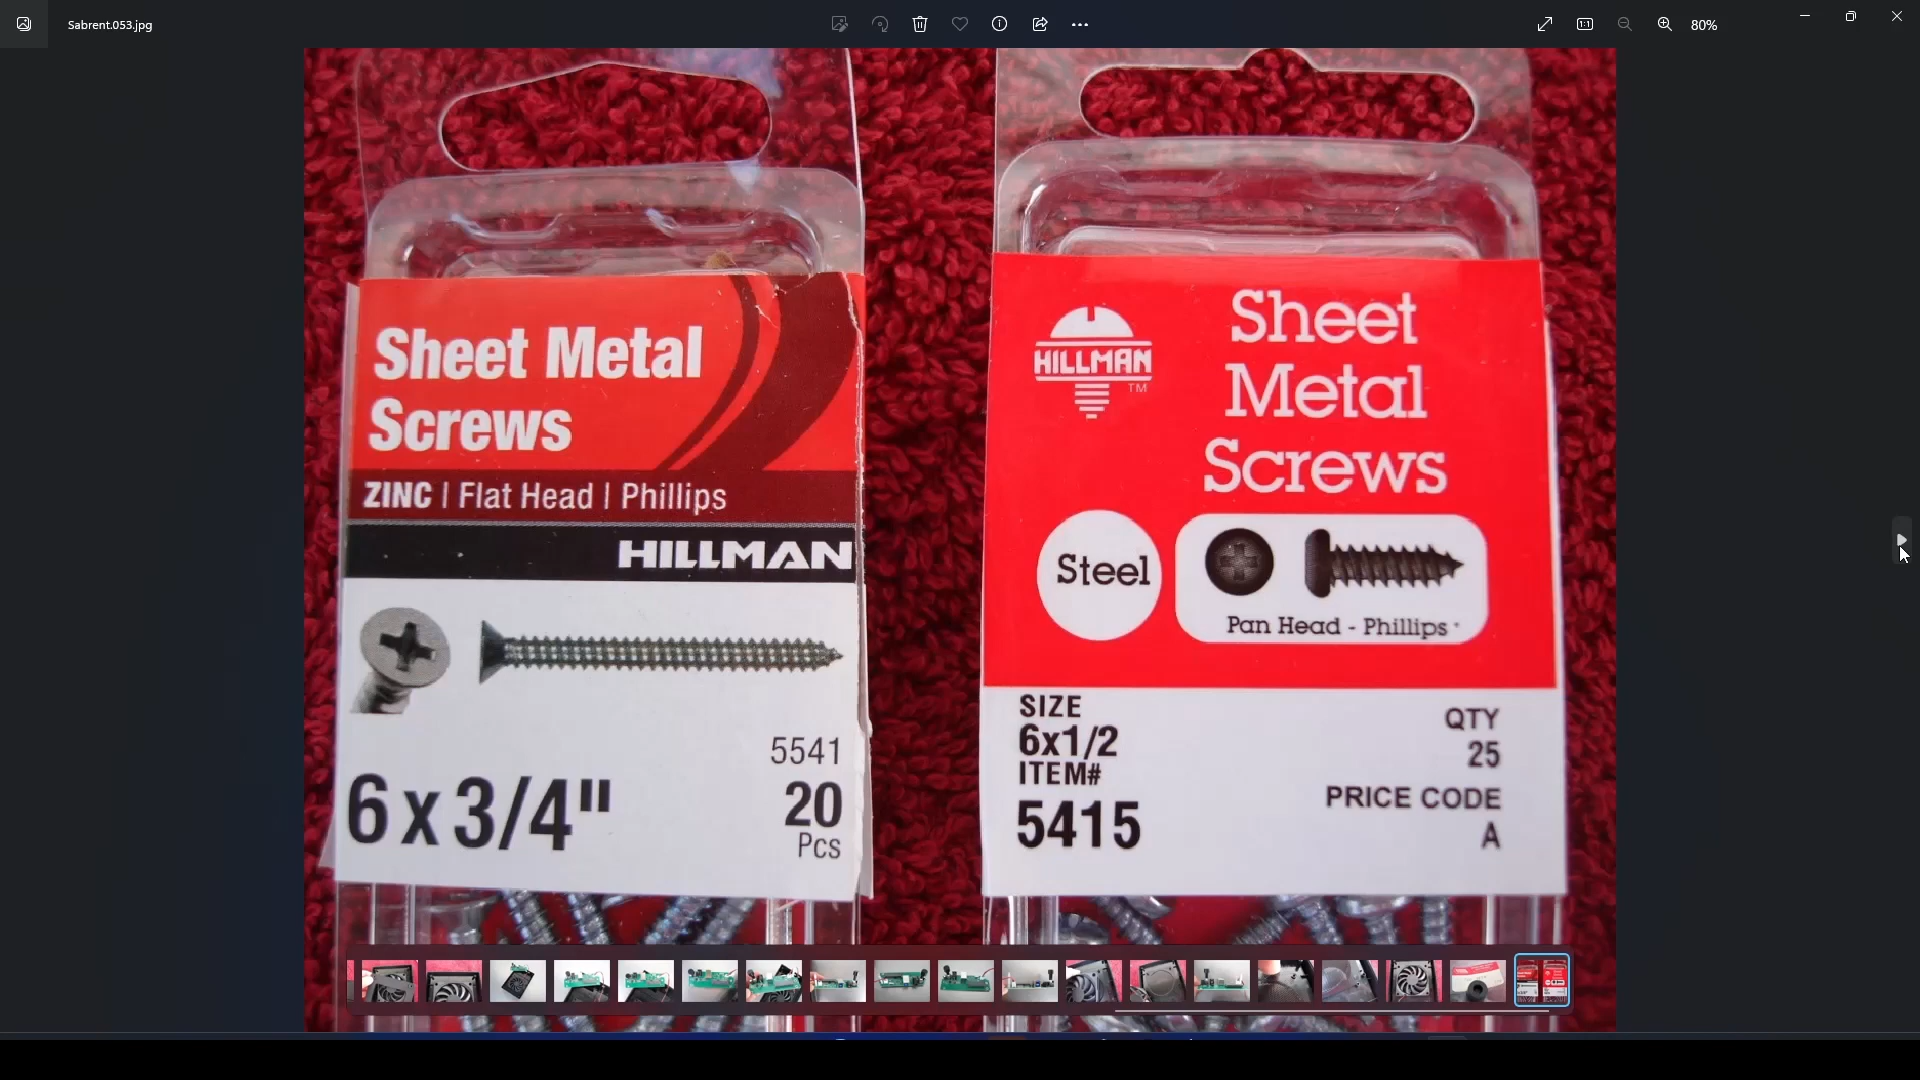 Sabrent.053.jpg
80%
Sheet Metal
Screws
ZINC | Flat Head | Phillips
HILLMAN
5541
6 x 3/4"
20
Pcs
HILLMAN
TM
Sheet
Metal
Screws
Steel
Pan Head - Phillips
SIZE
6x1/2
ITEM#
5415
QTY
25
PRICE CODE
A